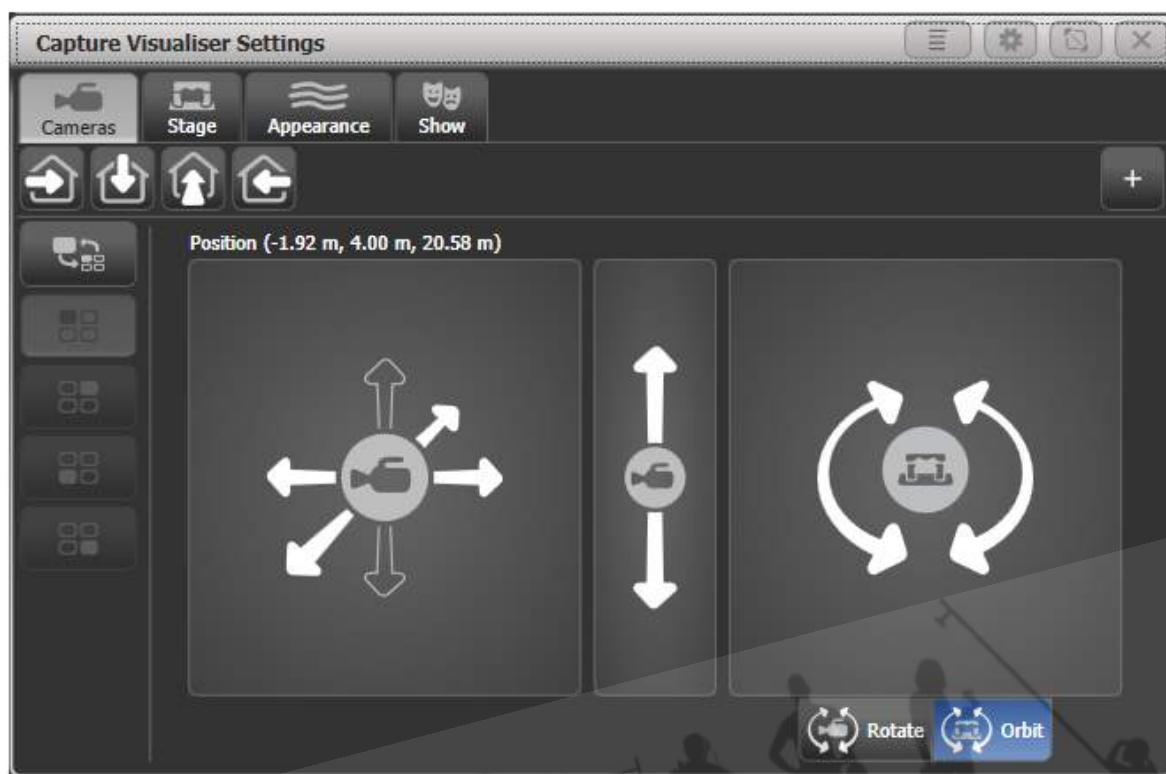 Capture Visualiser Settings
Cameras Stage Appearance Show
+
Position (-1.92 m, 4.00 m, 20.58 m)
Rotate Orbit